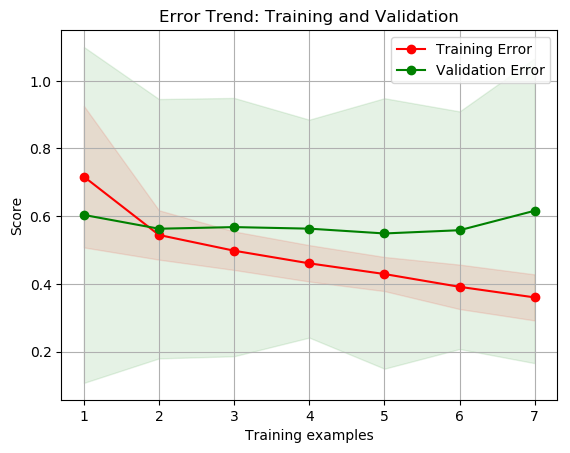 Error Trend: Training and Validation
Training Error
Validation Error
Score
1.0
0.8
0.6
0.4
0.2
1 2 3 4 5 6 7
Training examples